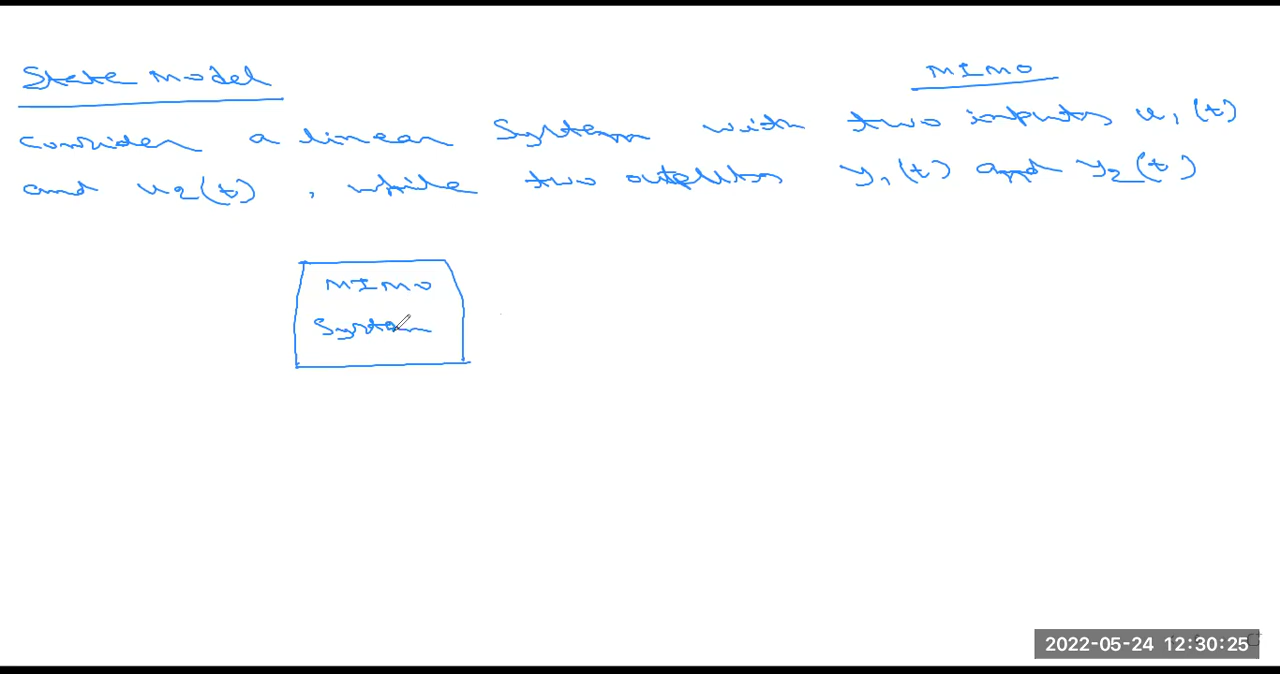 State Model
MIMO
consider a linear System with two inputs u1(t)
and u2(t), while two outputs y1(t) and y2(t)
MIMO
System
2022-05-24 12:30:25